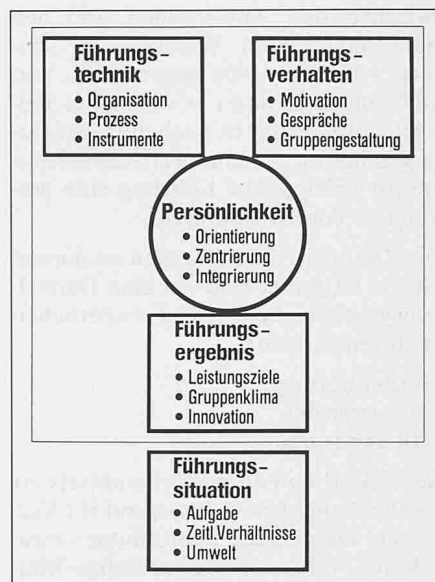 Führungs-
technik
• Organisation
• Prozess
• Instrumente
Führungs-
verhalten
• Motivation
• Gespräche
• Gruppengestaltung
Persönlichkeit
• Orientierung
• Zentrierung
• Integrierung
Führungs-
ergebnis
• Leistungsziele
• Gruppenklima
• Innovation
Führungs-
situation
• Aufgabe
• Zeitl.Verhältnisse
• Umwelt